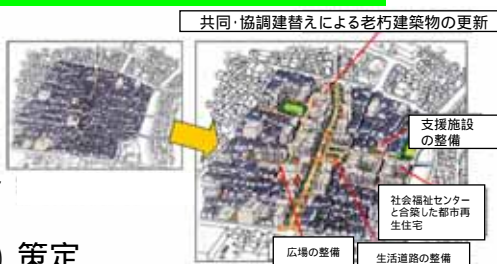 共同・協調建替えによる老朽建築物の更新
支援施設
の整備
社会福祉センター
と合築した都市再
生住宅
広場の整備
生活道路の整備
) 策定